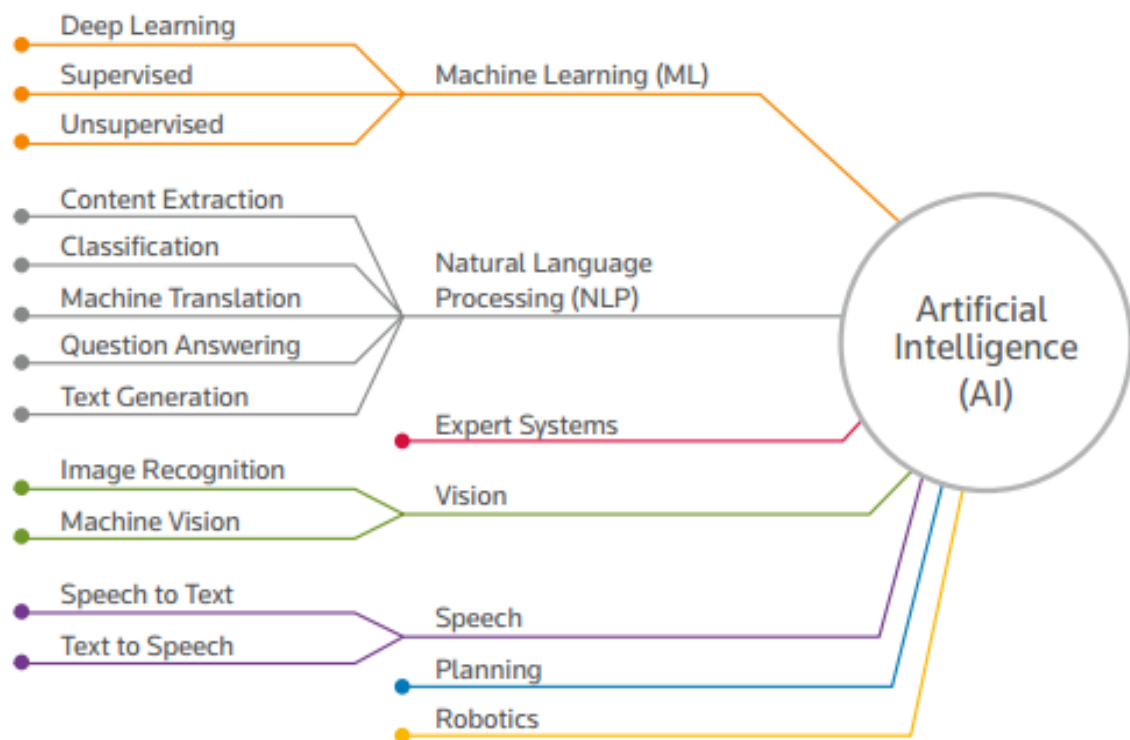 Deep Learning
Supervised
Unsupervised
Machine Learning (ML)
Content Extraction
Classification
Machine Translation
Question Answering
Text Generation
Natural Language
Processing (NLP)
Expert Systems
Image Recognition
Machine Vision
Vision
Speech to Text
Text to Speech
Speech
Planning
Robotics
Artificial
Intelligence
(AI)